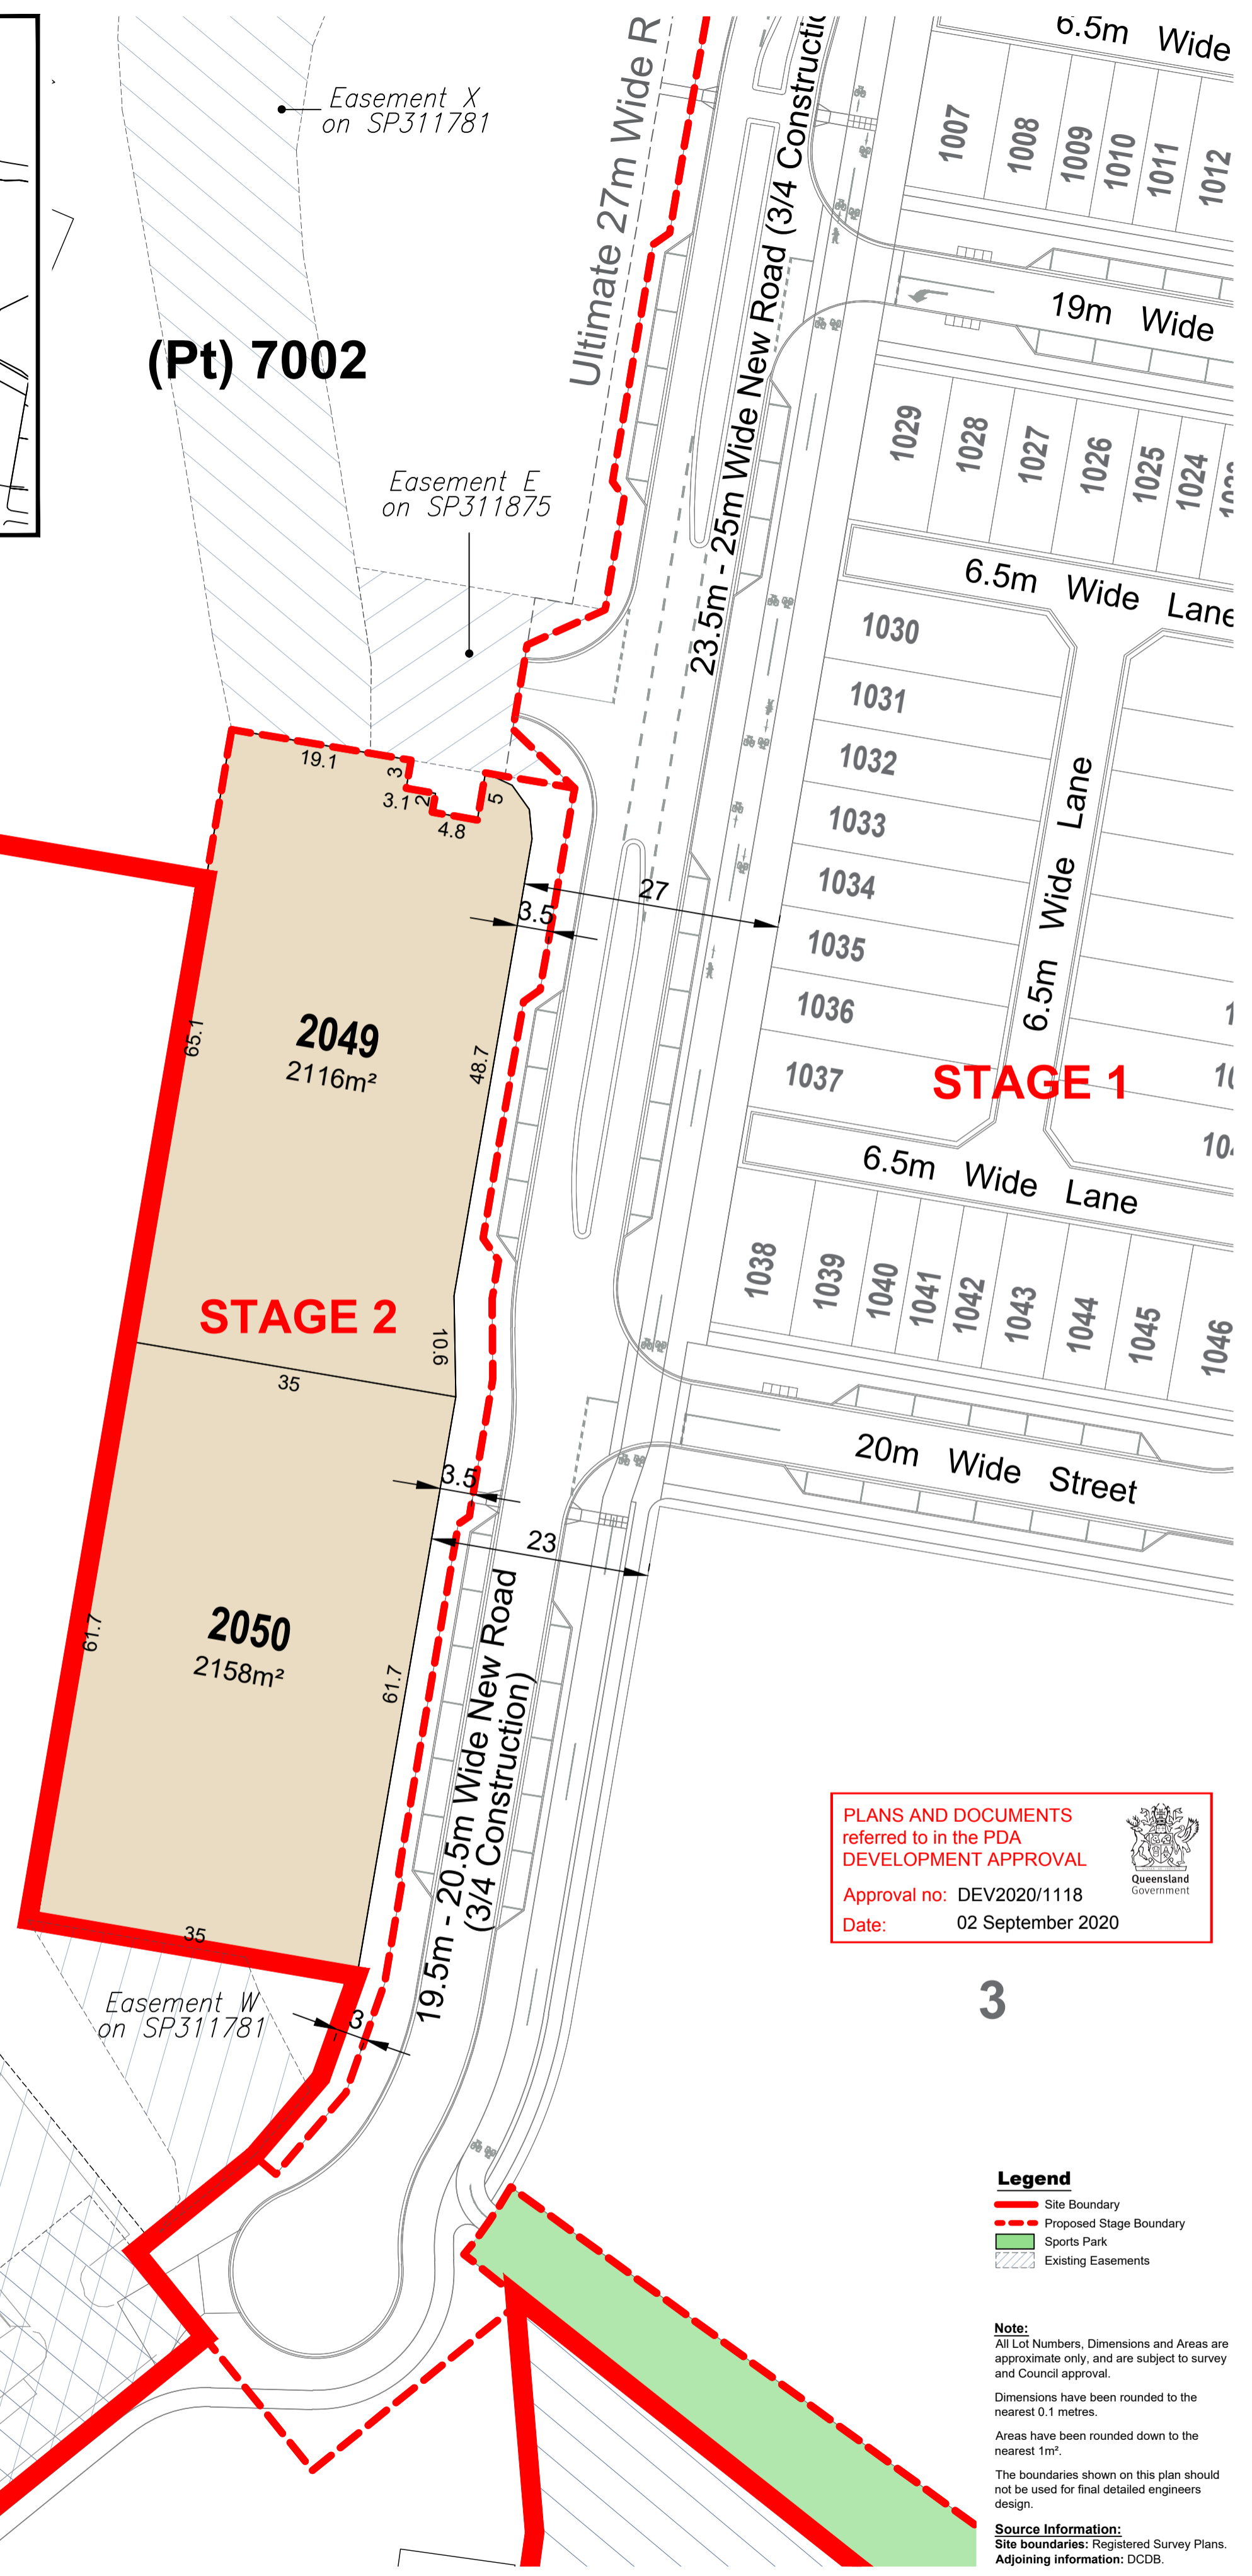 6.5m Wide
Easement X
on SP311781
Ultimate 27m Wide R
23.5m - 25m Wide New Road (3/4 Constructio
1007
1008
1009
1010
1011
1012
19m Wide
(Pt) 7002
1029
1028
1027
1026
1025
1024
Easement E
on SP311875
6.5m Wide Lane
1030
1031
1032
1033
1034
1035
1036
1037
6.5m Wide Lane
19.1
3
3.1
2
4.8
5
27
3.5
65.1
2049
2116m²
48.7
STAGE 1
6.5m Wide Lane
1038
1039
1040
1041
1042
1043
1044
1045
1046
STAGE 2
10.6
35
20m Wide Street
3.5
23
61.7
2050
2158m²
61.7
19.5m - 20.5m Wide New Road
(3/4 Construction)
35
Easement W
on SP311781
3
PLANS AND DOCUMENTS
referred to in the PDA
DEVELOPMENT APPROVAL
Approval no: DEV2020/1118
Date: 02 September 2020
Queensland
Government
3
Legend
Site Boundary
Proposed Stage Boundary
Sports Park
Existing Easements
Note:
All Lot Numbers, Dimensions and Areas are
approximate only, and are subject to survey
and Council approval.
Dimensions have been rounded to the
nearest 0.1 metres.
Areas have been rounded down to the
nearest 1m².
The boundaries shown on this plan should
not be used for final detailed engineers
design.
Source Information:
Site boundaries: Registered Survey Plans.
Adjoining information: DCDB.